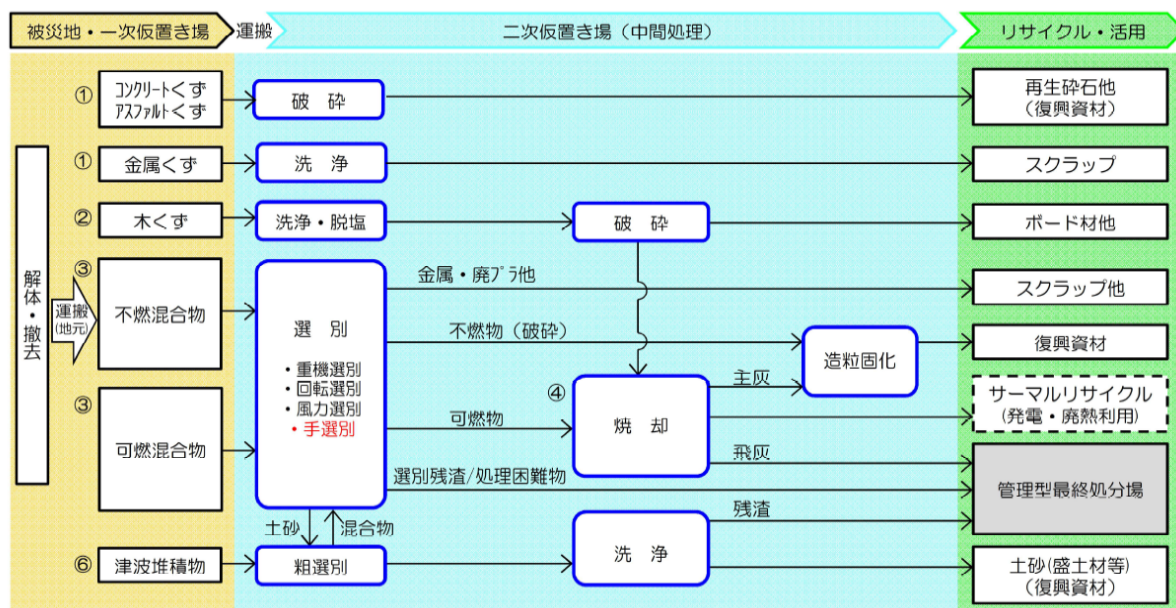 被災地・一次仮置き場
運搬
二次仮置き場（中間処理）
リサイクル・活用
①
コンクリートくず
アスファルトくず
破　砕
再生砕石他
（復興資材）
①
金属くず
洗　浄
スクラップ
②
木くず
洗浄・脱塩
破　砕
ボード材他
解体・撤去
運搬
(地元)
③
不燃混合物
③
可燃混合物
選　別
・重機選別
・回転選別
・風力選別
・手選別
金属・廃プラ他
スクラップ他
不燃物（破砕）
造粒固化
復興資材
可燃物
④
焼　却
主灰
サーマルリサイクル
(発電・廃熱利用)
飛灰
選別残渣/処理困難物
管理型最終処分場
土砂
混合物
残渣
⑥
津波堆積物
粗選別
洗　浄
土砂(盛土材等)
（復興資材）